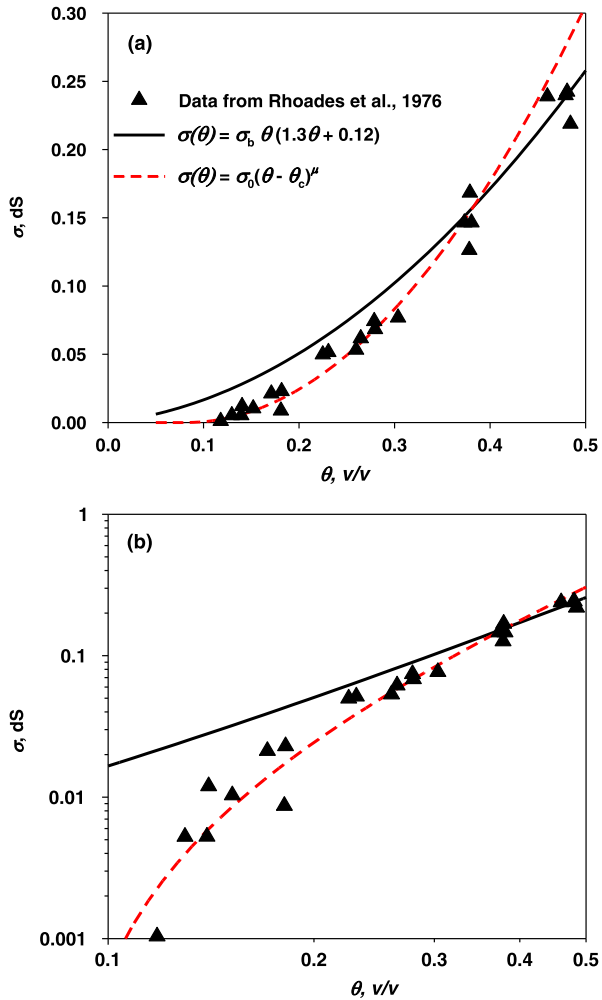 (a)
0.30
0.25
0.20
0.15
0.10
0.05
0.00
σ, dS
Data from Rhoades et al., 1976
σ(θ) = σb θ (1.3θ + 0.12)
σ(θ) = σ0(θ - θc)μ
0.0 0.1 0.2 0.3 0.4 0.5
θ, v/v
(b)
1
0.1
0.01
0.001
σ, dS
0.1 0.2 0.3 0.4 0.5
θ, v/v